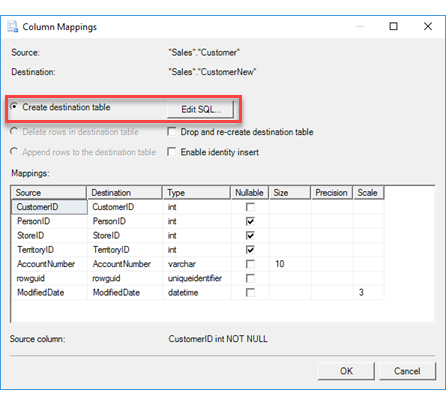 Column Mappings
Source: "Sales"."Customer"
Destination: "Sales"."CustomerNew"
Create destination table Edit SQL...
Delete rows in destination table Drop and re-create destination table
Append rows to the destination table Enable identity insert
Mappings:
Source Destination Type Nullable Size Precision Scale
CustomerID CustomerID int
PersonID PersonID int
StoreID StoreID int
TerritoryID TerritoryID int
AccountNumber AccountNumber varchar 10
rowguid rowguid uniqueidentifier
ModifiedDate ModifiedDate datetime 3
Source column: CustomerID int NOT NULL
OK Cancel